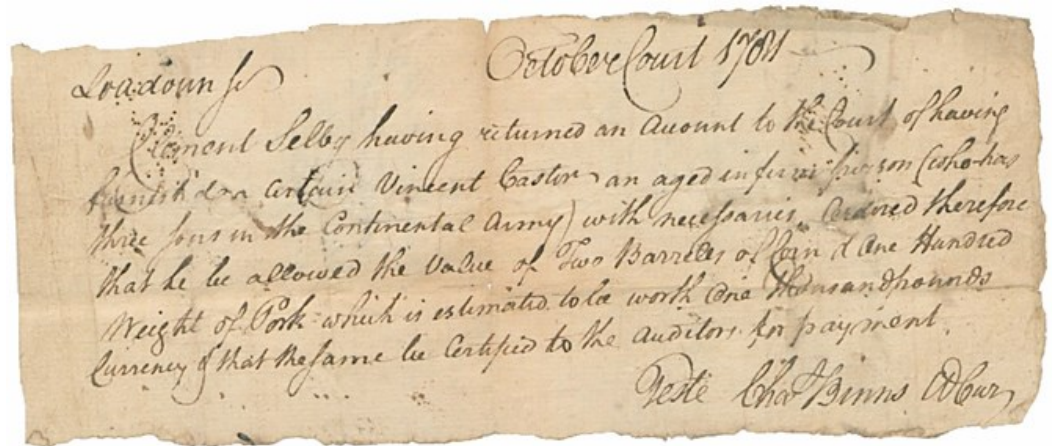 Loudoun sc
October Court 1781
Clement Selby having returned an Account to the Court of having
furnish'd a certain Vincent Castor an aged infirm person (who has
three sons in the Continental Army) with necessaries. Ordered therefore
that he be allowed the Value of Two Barrells of Corn & One Hundred
Weight of Pork which is estimated to be worth One thousand pounds
Currency & that the same be Certified to the Auditors for payment.
Teste Chas Binns Cl Cur